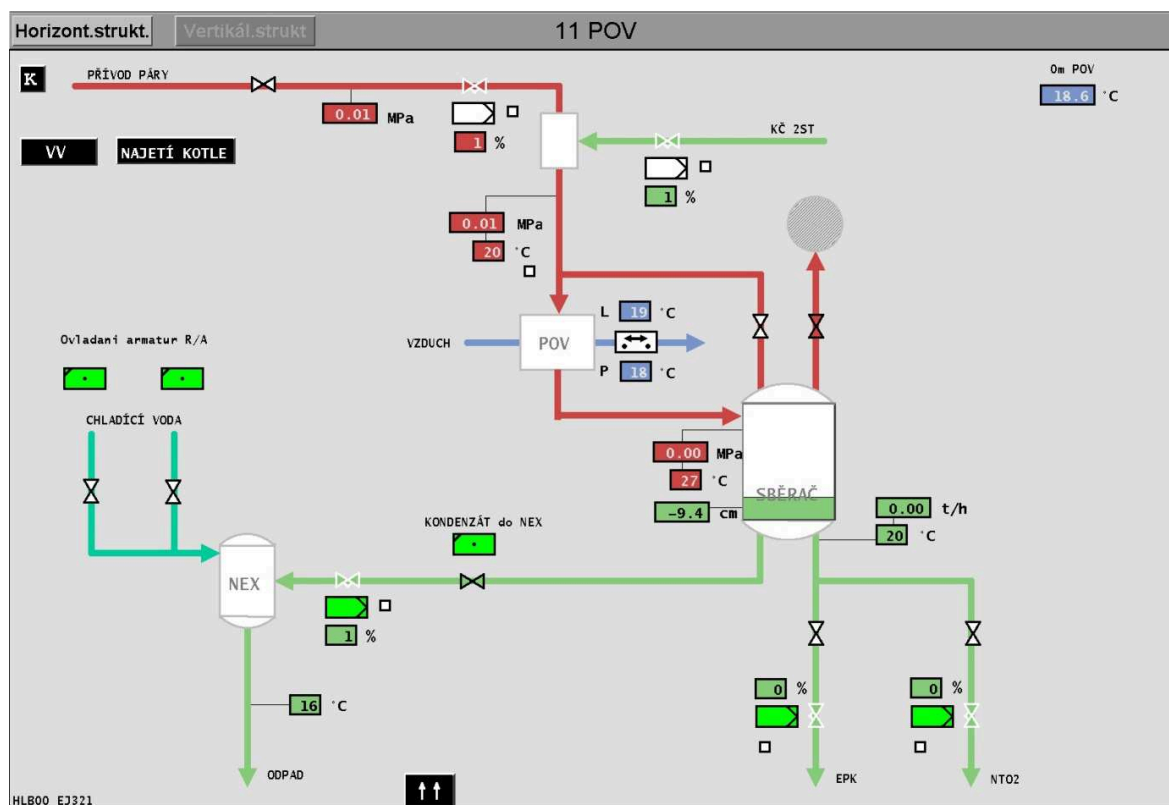 Horizont.strukt. Vertikál.strukt 11 POV
K PŘÍVOD PÁRY 0m POV
0.01 MPa 18.6 °C
1 % KČ 2ST
VV NAJETÍ KOTLE
1 %
0.01 MPa
20 °C
L 19 °C
Ovladani armatur R/A VZDUCH POV
P 18 °C
CHLADÍCÍ VODA
0.00 MPa
27 °C
SBĚRAČ
-9.4 cm 0.00 t/h
KONDENZÁT do NEX 20 °C
NEX
1 %
0 % 0 %
16 °C
ODPAD EPK NTO2
HLB00 EJ321